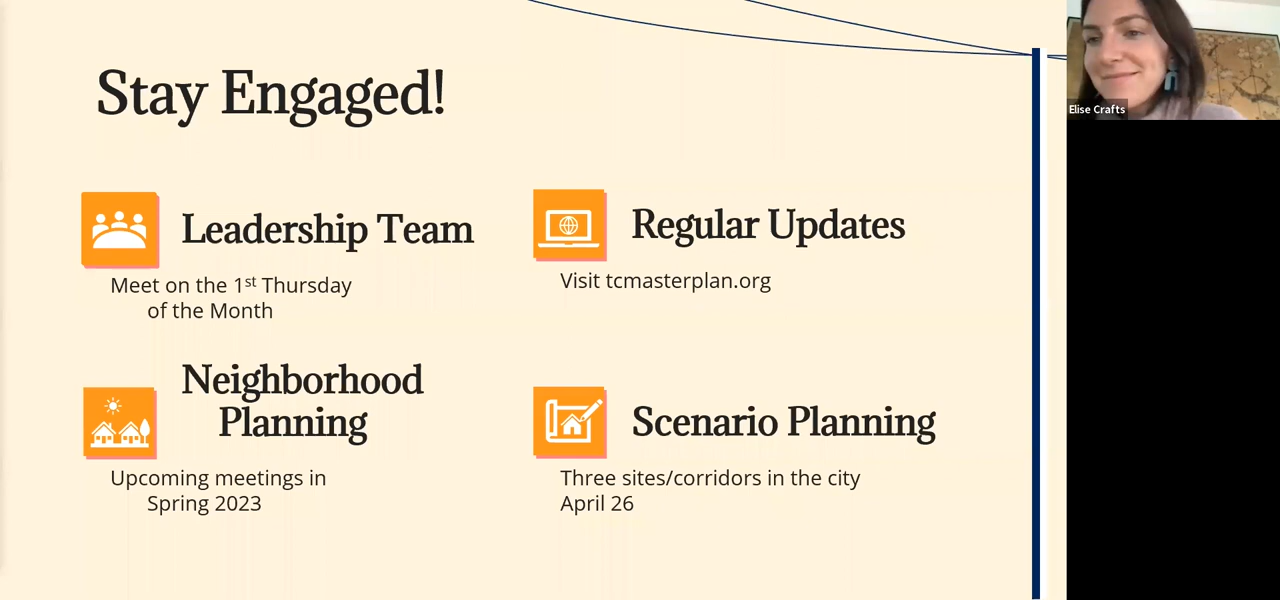 Stay Engaged!
Leadership Team
Meet on the 1st Thursday
of the Month
Regular Updates
Visit tcmasterplan.org
Neighborhood
Planning
Upcoming meetings in
Spring 2023
Scenario Planning
Three sites/corridors in the city
April 26
Elise Crafts